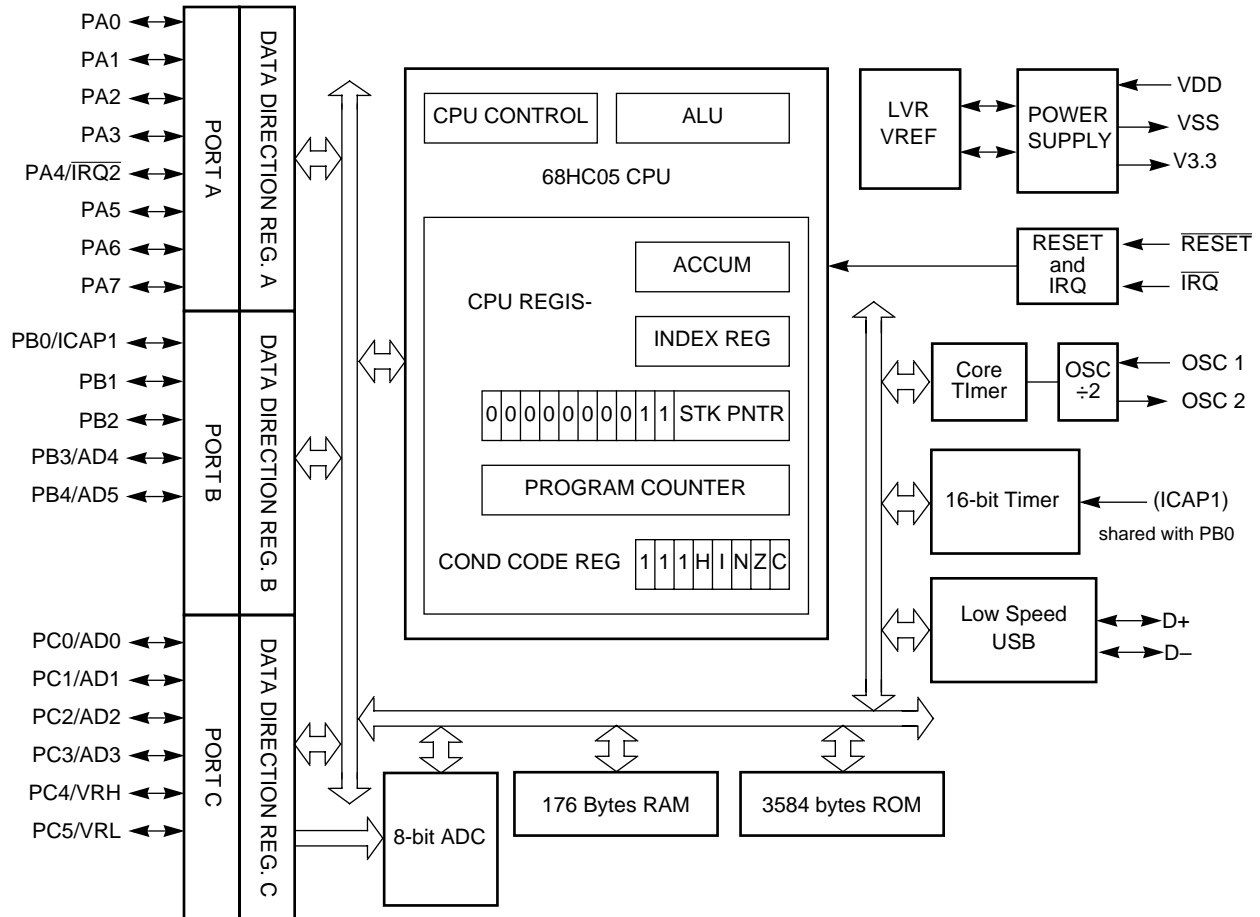 PA0
PA1
PA2
PA3
PA4/IRQ2
PA5
PA6
PA7
PORT A
DATA DIRECTION REG. A
PB0/ICAP1
PB1
PB2
PB3/AD4
PB4/AD5
PORT B
DATA DIRECTION REG. B
PC0/AD0
PC1/AD1
PC2/AD2
PC3/AD3
PC4/VRH
PC5/VRL
PORT C
DATA DIRECTION REG. C
CPU CONTROL
ALU
68HC05 CPU
ACCUM
CPU REGIS-
INDEX REG
0 0 0 0 0 0 0 0 1 1 STK PNTR
PROGRAM COUNTER
COND CODE REG
1 1 1 H I N Z C
8-bit ADC
176 Bytes RAM
3584 bytes ROM
LVR
VREF
POWER
SUPPLY
VDD
VSS
V3.3
RESET
and
IRQ
RESET
IRQ
Core
TImer
OSC
÷2
OSC 1
OSC 2
16-bit Timer
(ICAP1)
shared with PB0
Low Speed
USB
D+
D–